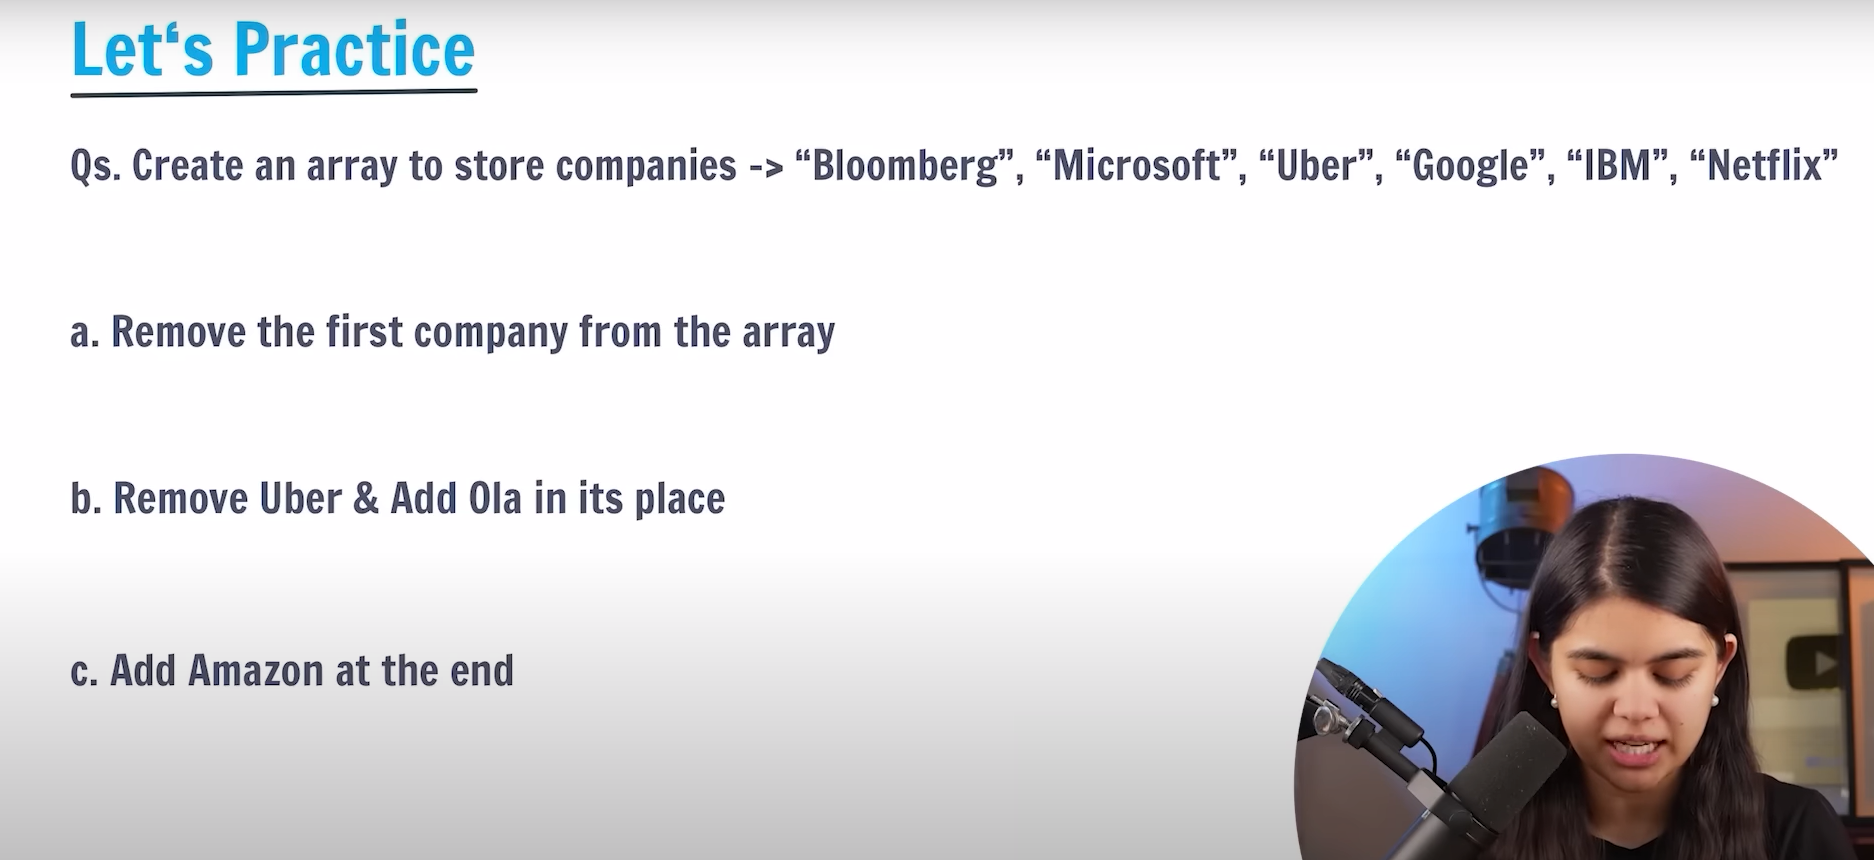 Let‘s Practice
Qs. Create an array to store companies -> “Bloomberg”, “Microsoft”, “Uber”, “Google”, “IBM”, “Netflix”
a. Remove the first company from the array
b. Remove Uber & Add Ola in its place
c. Add Amazon at the end